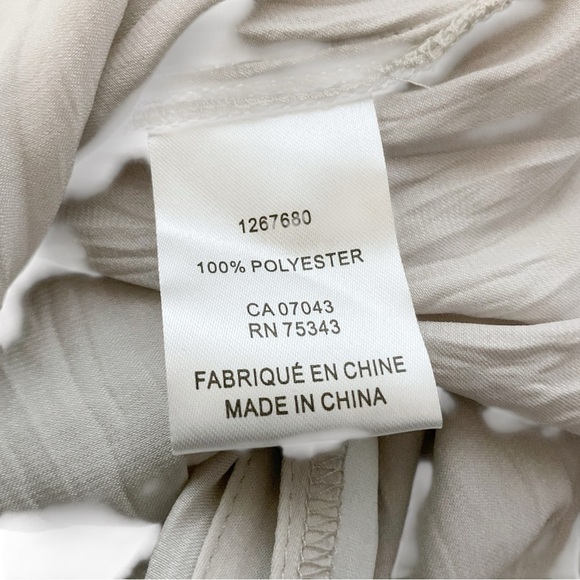 1267680
100% POLYESTER
CA 07043
RN 75343
FABRIQUÉ EN CHINE
MADE IN CHINA